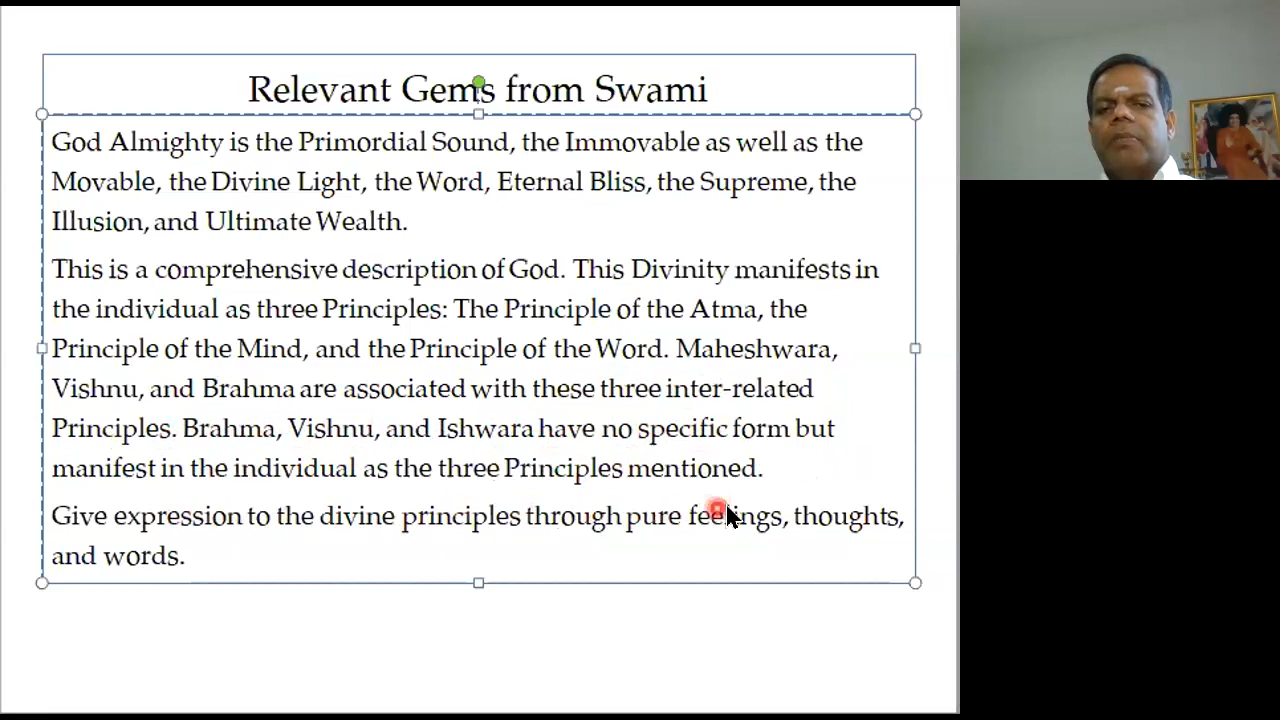 Relevant Gems from Swami
God Almighty is the Primordial Sound, the Immovable as well as the
Movable, the Divine Light, the Word, Eternal Bliss, the Supreme, the
Illusion, and Ultimate Wealth.
This is a comprehensive description of God. This Divinity manifests in
the individual as three Principles: The Principle of the Atma, the
Principle of the Mind, and the Principle of the Word. Maheshwara,
Vishnu, and Brahma are associated with these three inter-related
Principles. Brahma, Vishnu, and Ishwara have no specific form but
manifest in the individual as the three Principles mentioned.
Give expression to the divine principles through pure feelings, thoughts,
and words.